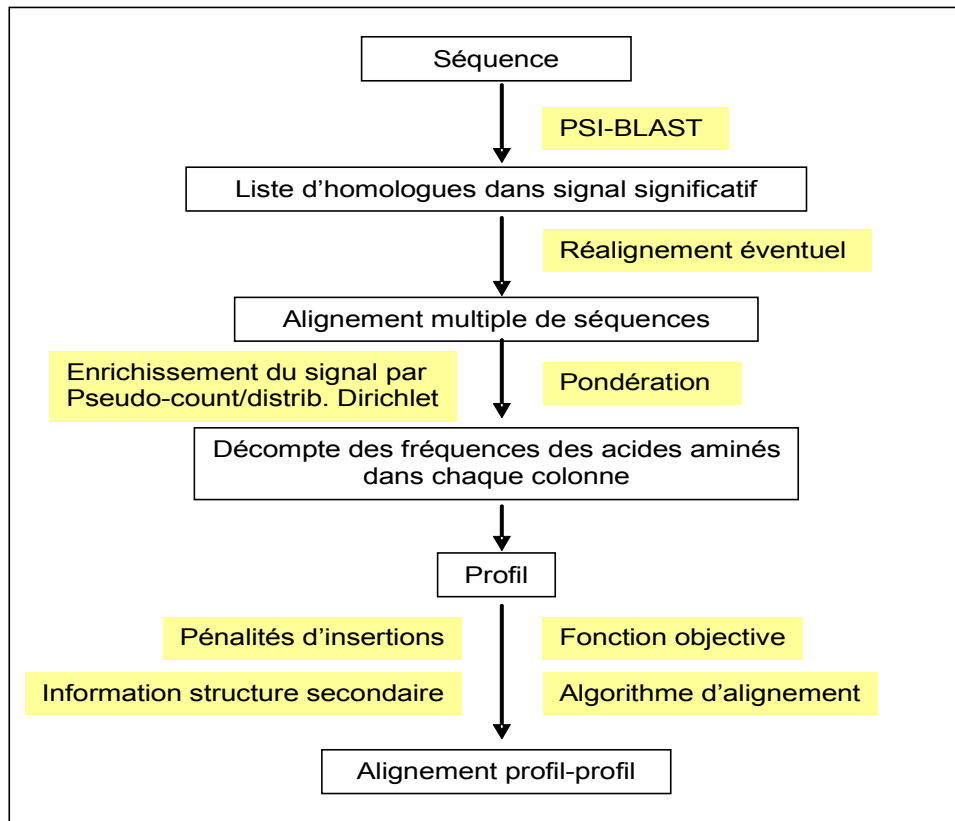 Séquence
PSI-BLAST
Liste d'homologues dans signal significatif
Réalignement éventuel
Alignement multiple de séquences
Enrichissement du signal par
Pseudo-count/distrib. Dirichlet
Pondération
Décompte des fréquences des acides aminés
dans chaque colonne
Profil
Pénalités d'insertions
Fonction objective
Information structure secondaire
Algorithme d'alignement
Alignement profil-profil